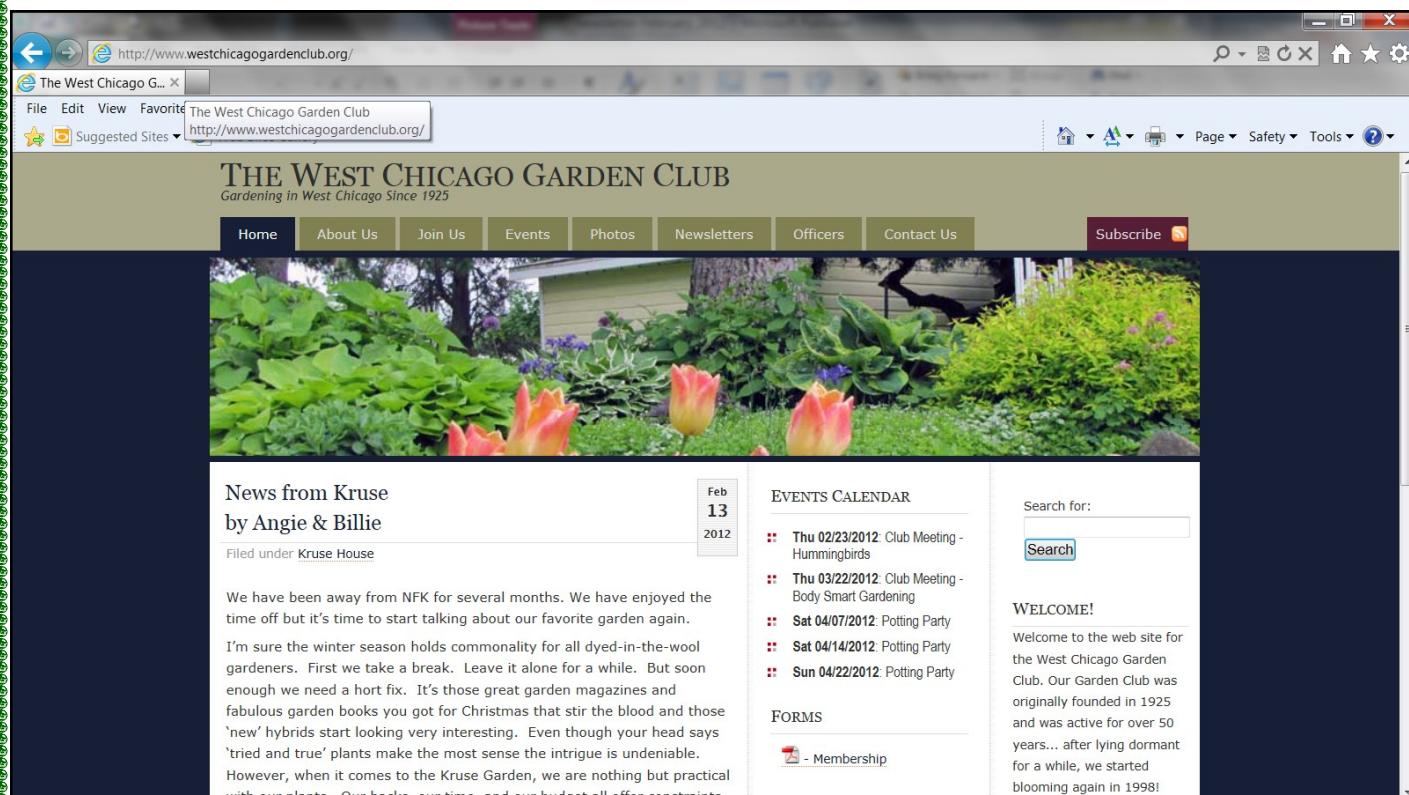 http://www.westchicagogardenclub.org/
The West Chicago G... ×
File Edit View Favorite
The West Chicago Garden Club
http://www.westchicagogardenclub.org/
Suggested Sites
Page Safety Tools
THE WEST CHICAGO GARDEN CLUB
Gardening in West Chicago Since 1925
Home About Us Join Us Events Photos Newsletters Officers Contact Us Subscribe
News from Kruse
by Angie & Billie
Feb
13
2012
Filed under Kruse House
We have been away from NFK for several months. We have enjoyed the
time off but it's time to start talking about our favorite garden again.
I'm sure the winter season holds commonality for all dyed-in-the-wool
gardeners. First we take a break. Leave it alone for a while. But soon
enough we need a hort fix. It's those great garden magazines and
fabulous garden books you got for Christmas that stir the blood and those
'new' hybrids start looking very interesting. Even though your head says
'tried and true' plants make the most sense the intrigue is undeniable.
However, when it comes to the Kruse Garden, we are nothing but practical
with our plants. Our backs, our time, and our budget all offer constraints
EVENTS CALENDAR
Thu 02/23/2012: Club Meeting -
Hummingbirds
Thu 03/22/2012: Club Meeting -
Body Smart Gardening
Sat 04/07/2012: Potting Party
Sat 04/14/2012: Potting Party
Sun 04/22/2012: Potting Party
FORMS
- Membership
Search for:
Search
WELCOME!
Welcome to the web site for
the West Chicago Garden
Club. Our Garden Club was
originally founded in 1925
and was active for over 50
years... after lying dormant
for a while, we started
blooming again in 1998!